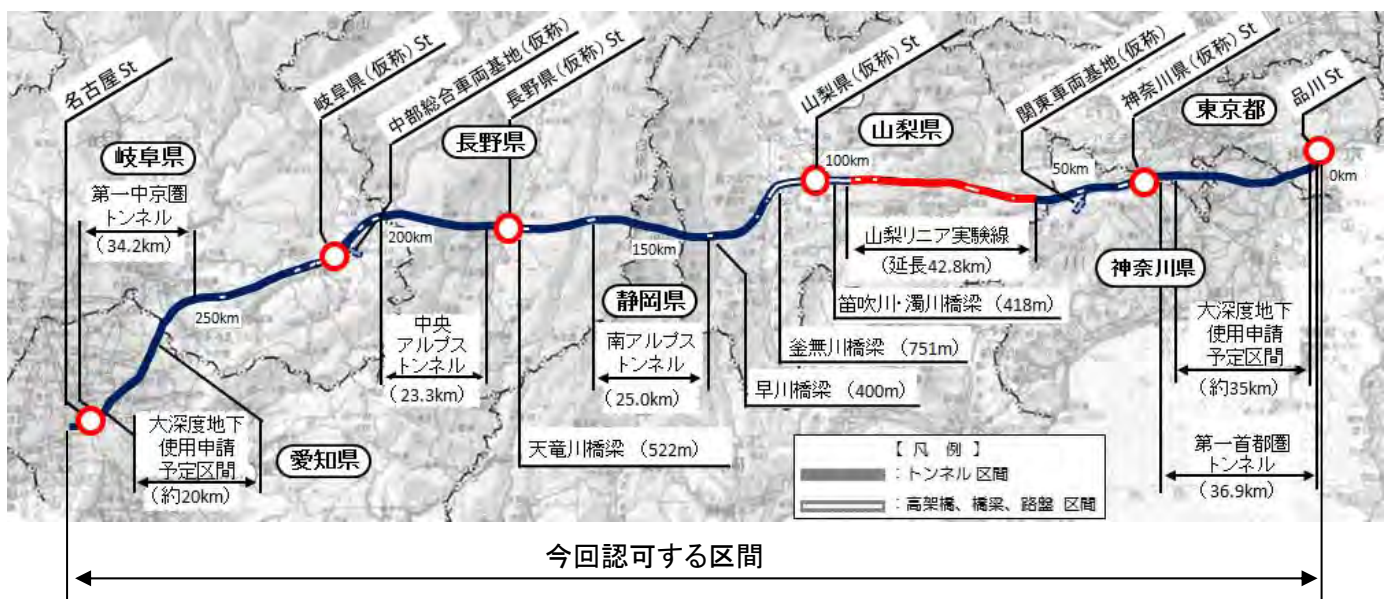 名古屋 St
岐阜県(仮称) St
中部総合車両基地(仮称)
長野県(仮称) St
山梨県(仮称) St
関東車両基地(仮称)
神奈川県(仮称) St
品川 St
岐阜県
長野県
山梨県
東京都
第一中京圏
トンネル
(34.2km)
100km
50km
0km
200km
150km
250km
山梨リニア実験線
(延長42.8km)
静岡県
神奈川県
笛吹川・濁川橋梁 (418m)
中央
アルプス
トンネル
(23.3km)
南アルプス
トンネル
(25.0km)
釜無川橋梁 (751m)
早川橋梁 (400m)
大深度地下
使用申請
予定区間
(約35km)
大深度地下
使用申請
予定区間
(約20km)
愛知県
天竜川橋梁 (522m)
【 凡 例 】
:トンネル 区間
:高架橋、橋梁、路盤 区間
第一首都圏
トンネル
(36.9km)
今回認可する区間